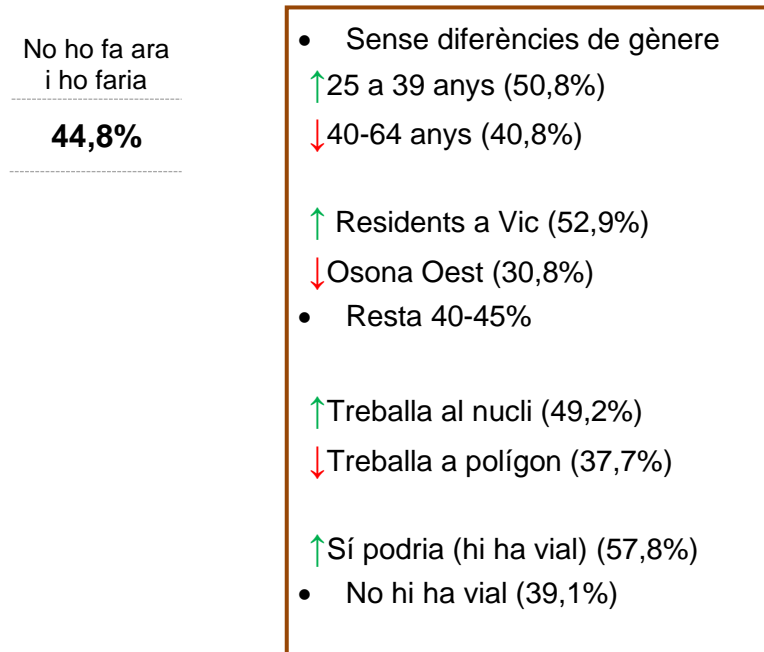 No ho fa ara
i ho faria
44,8%
• Sense diferències de gènere
↑25 a 39 anys (50,8%)
↓40-64 anys (40,8%)
↑ Residents a Vic (52,9%)
↓Osona Oest (30,8%)
• Resta 40-45%
↑Treballa al nucli (49,2%)
↓Treballa a polígon (37,7%)
↑Sí podria (hi ha vial) (57,8%)
• No hi ha vial (39,1%)